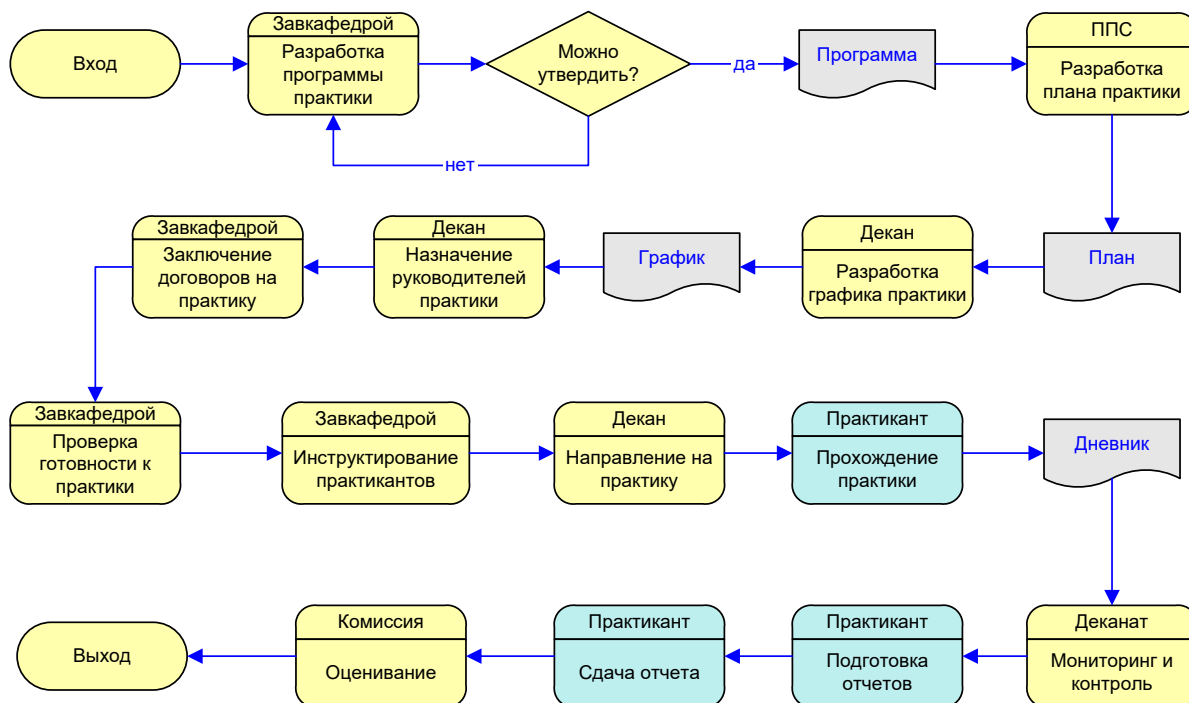 Вход
Завкафедрой
Разработка
программы
практики
Можно
утвердить?
да
нет
Программа
ППС
Разработка
плана практики
План
Декан
Разработка
графика практики
График
Декан
Назначение
руководителей
практики
Завкафедрой
Заключение
договоров на
практику
Завкафедрой
Проверка
готовности к
практики
Завкафедрой
Инструктирование
практикантов
Декан
Направление на
практику
Практикант
Прохождение
практики
Дневник
Деканат
Мониторинг и
контроль
Практикант
Подготовка
отчетов
Практикант
Сдача отчета
Комиссия
Оценивание
Выход